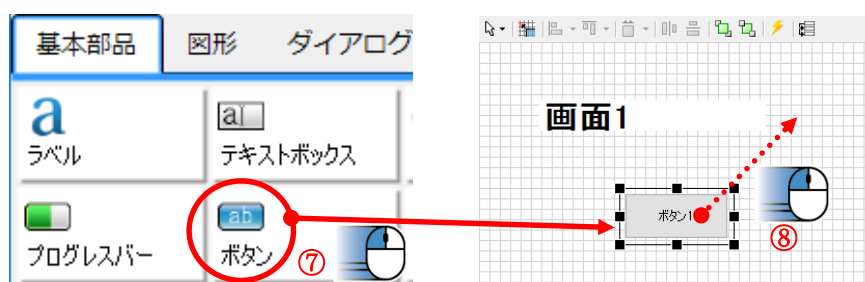 基本部品 図形 ダイアログ
a
ラベル
a
テキストボックス
プログレスバー
ab
ボタン
⑦
画面1
ボタン1
⑧